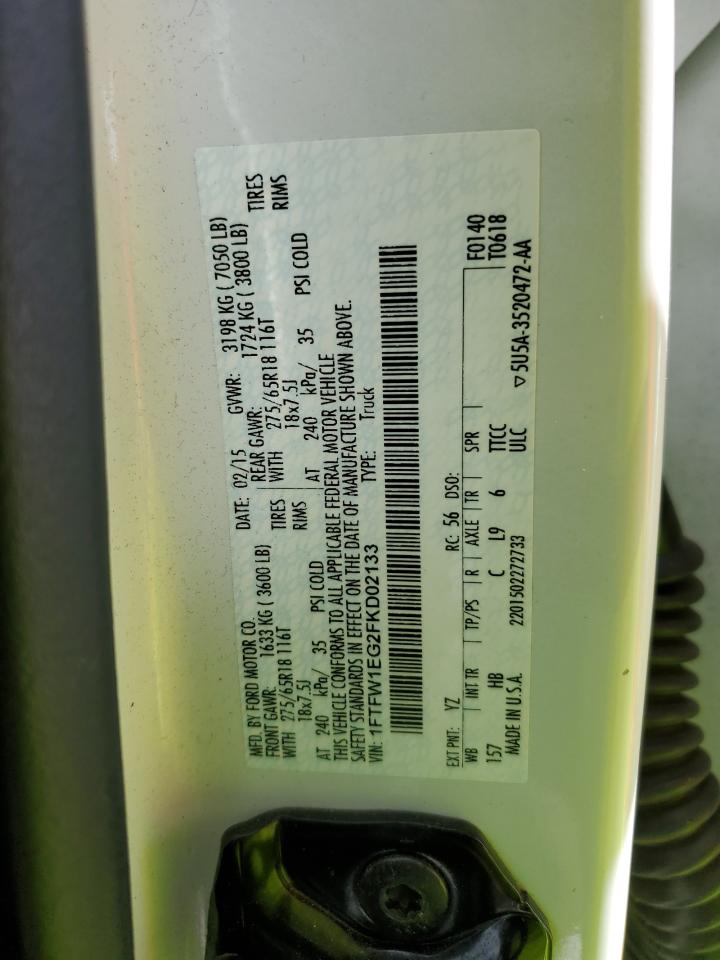 MFD. BY FORD MOTOR CO. DATE: 02/15 GVWR: 3198 KG ( 7050 LB)
FRONT GAWR: 1633 KG ( 3600 LB) REAR GAWR: 1724 KG ( 3800 LB)
WITH 275/65R18 116T TIRES WITH 275/65R18 116T TIRES
18x7.5J RIMS 18x7.5J RIMS
AT 240 kPa/ 35 PSI COLD AT 240 kPa/ 35 PSI COLD
THIS VEHICLE CONFORMS TO ALL APPLICABLE FEDERAL MOTOR VEHICLE
SAFETY STANDARDS IN EFFECT ON THE DATE OF MANUFACTURE SHOWN ABOVE.
VIN: 1FTFW1EG2FKD02133 TYPE: Truck
EXT PNT: YZ RC: 56 DSO: F0140
WB INT TR TP/PS R AXLE TR SPR T0618
157 HB C L9 6 TTCC
MADE IN U.S.A. 2201502272733 ULC ▽5U5A-3520472-AA